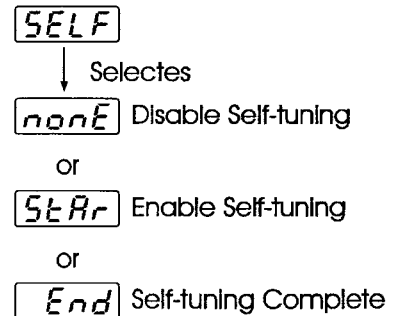 SELF
Selectes
nonE Disable Self-tuning
or
StAr Enable Self-tuning
or
End Self-tuning Complete